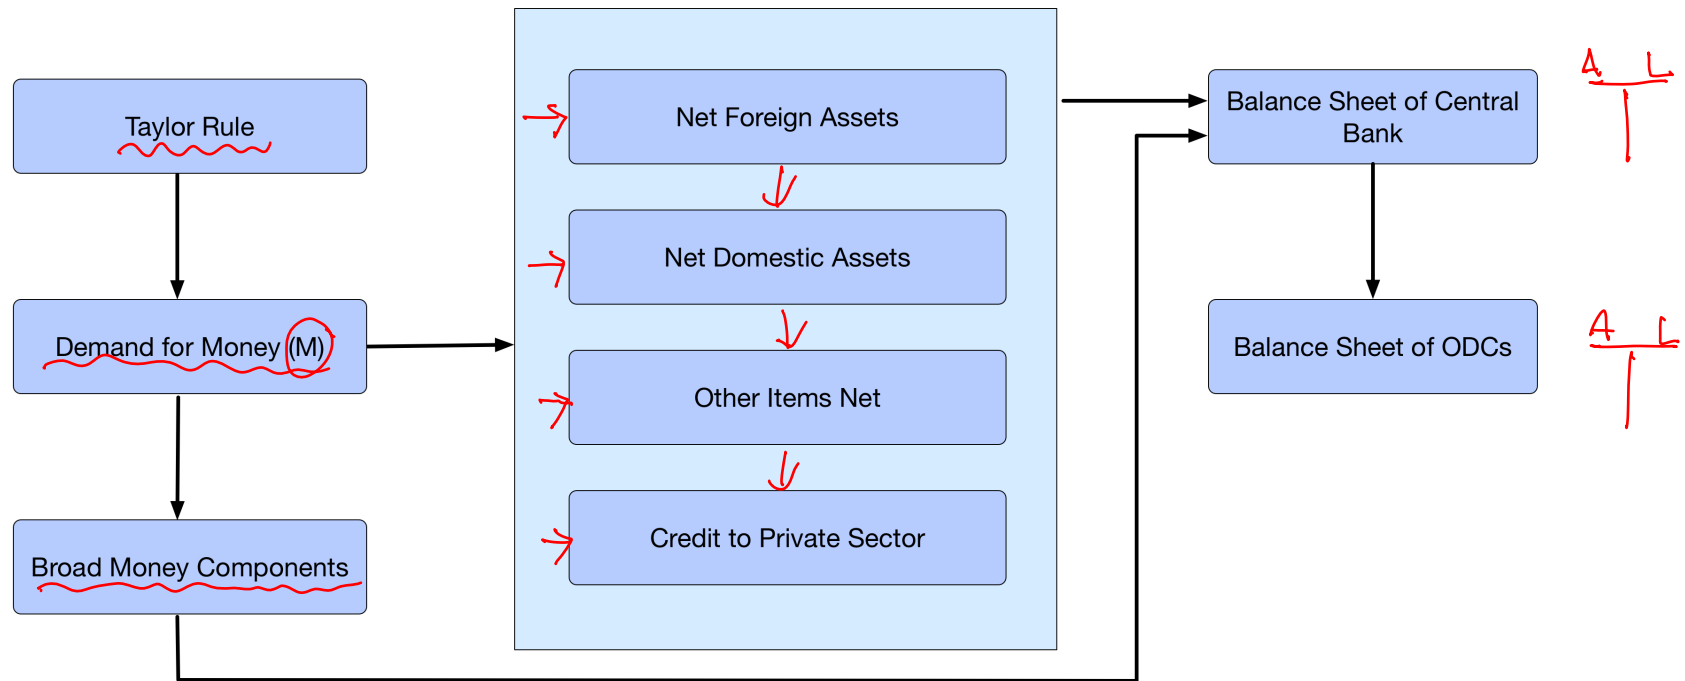 Taylor Rule
Demand for Money (M)
Broad Money Components
Net Foreign Assets
Net Domestic Assets
Other Items Net
Credit to Private Sector
Balance Sheet of Central
Bank
A L
Balance Sheet of ODCs
A L